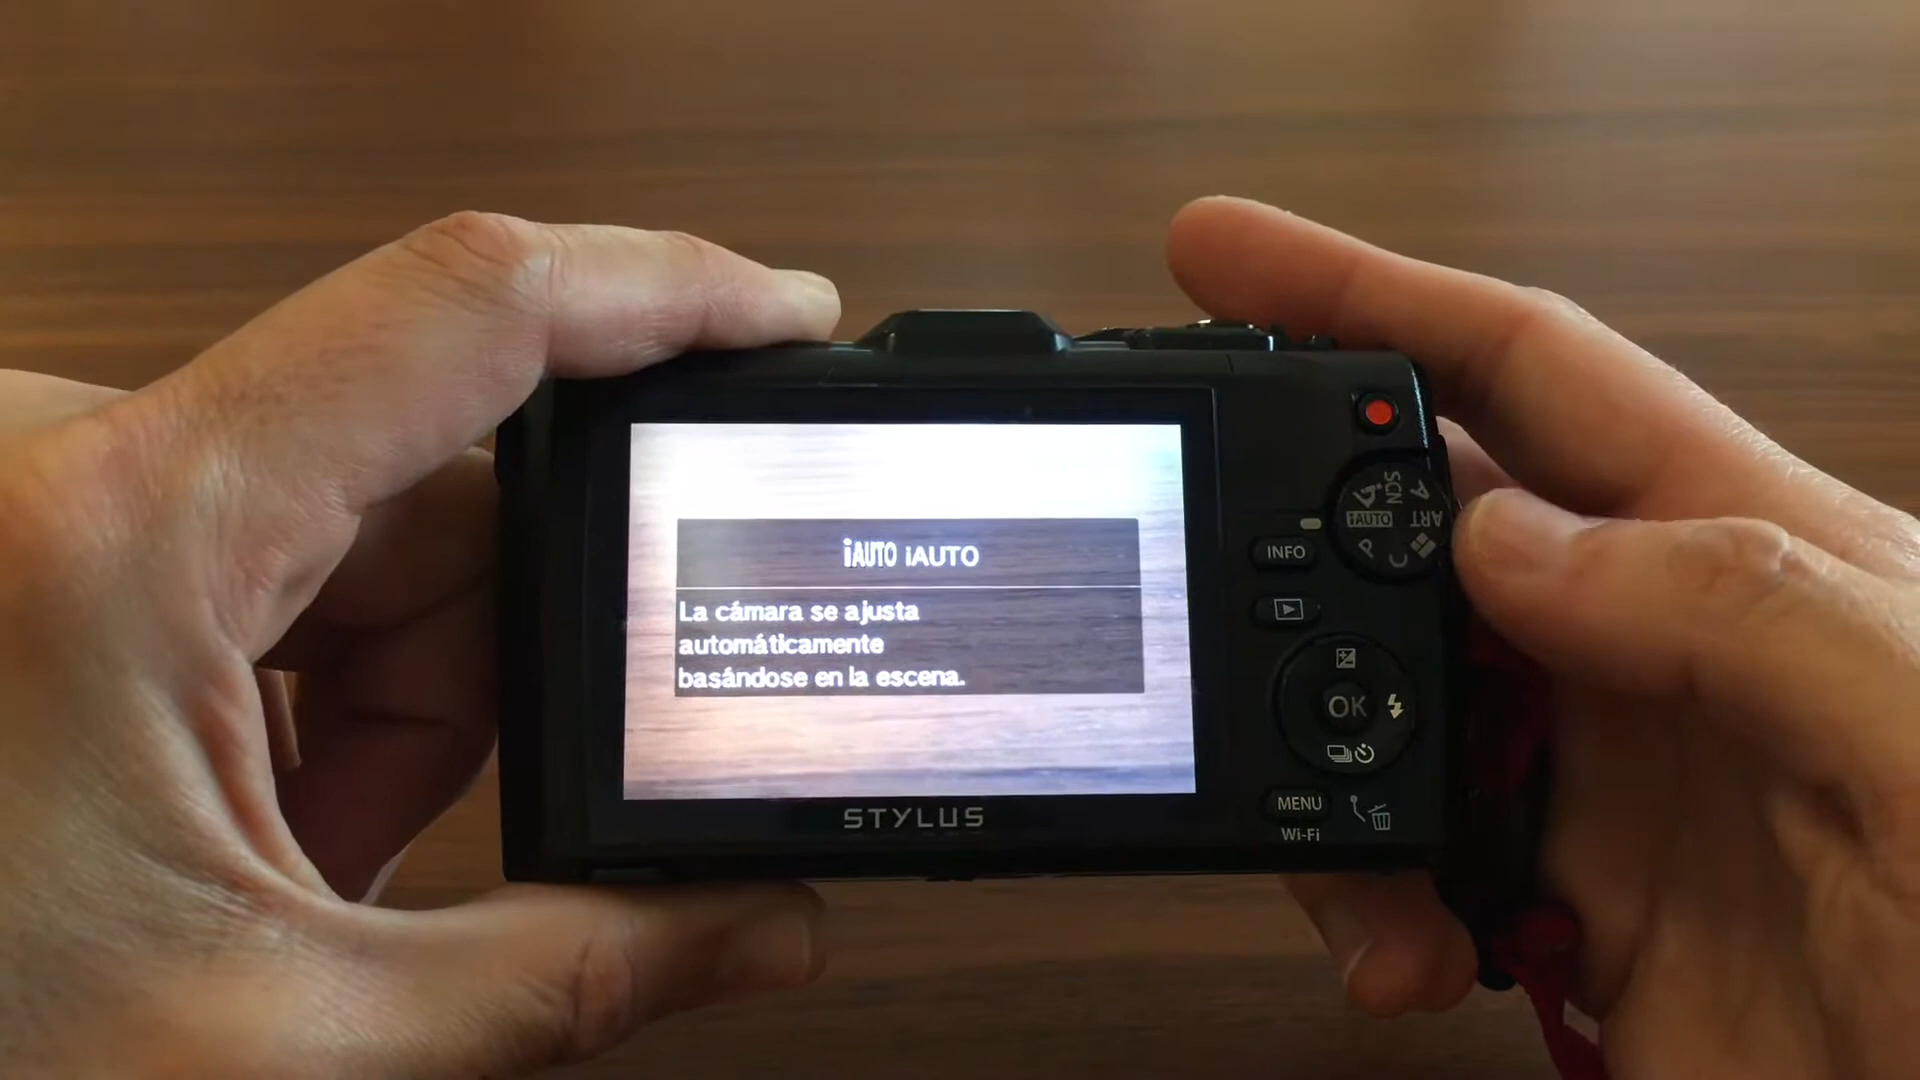 iAUTO iAUTO
La cámara se ajusta
automáticamente
basándose en la escena.
STYLUS
SCN
A
ART
iAUTO
P
C
INFO
OK
MENU
Wi-Fi